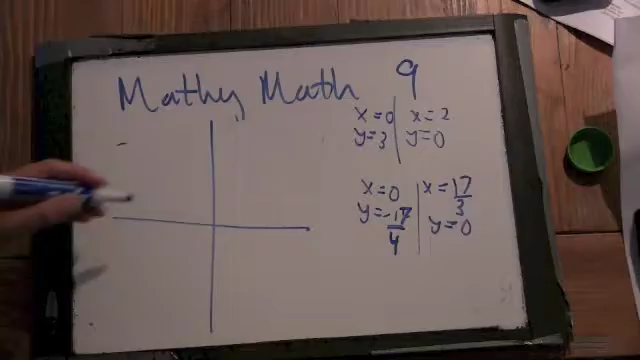 Mathy Math 9
x=0 | x=2
y=3 | y=0
x=0 | x=17/3
y=-17/4 | y=0